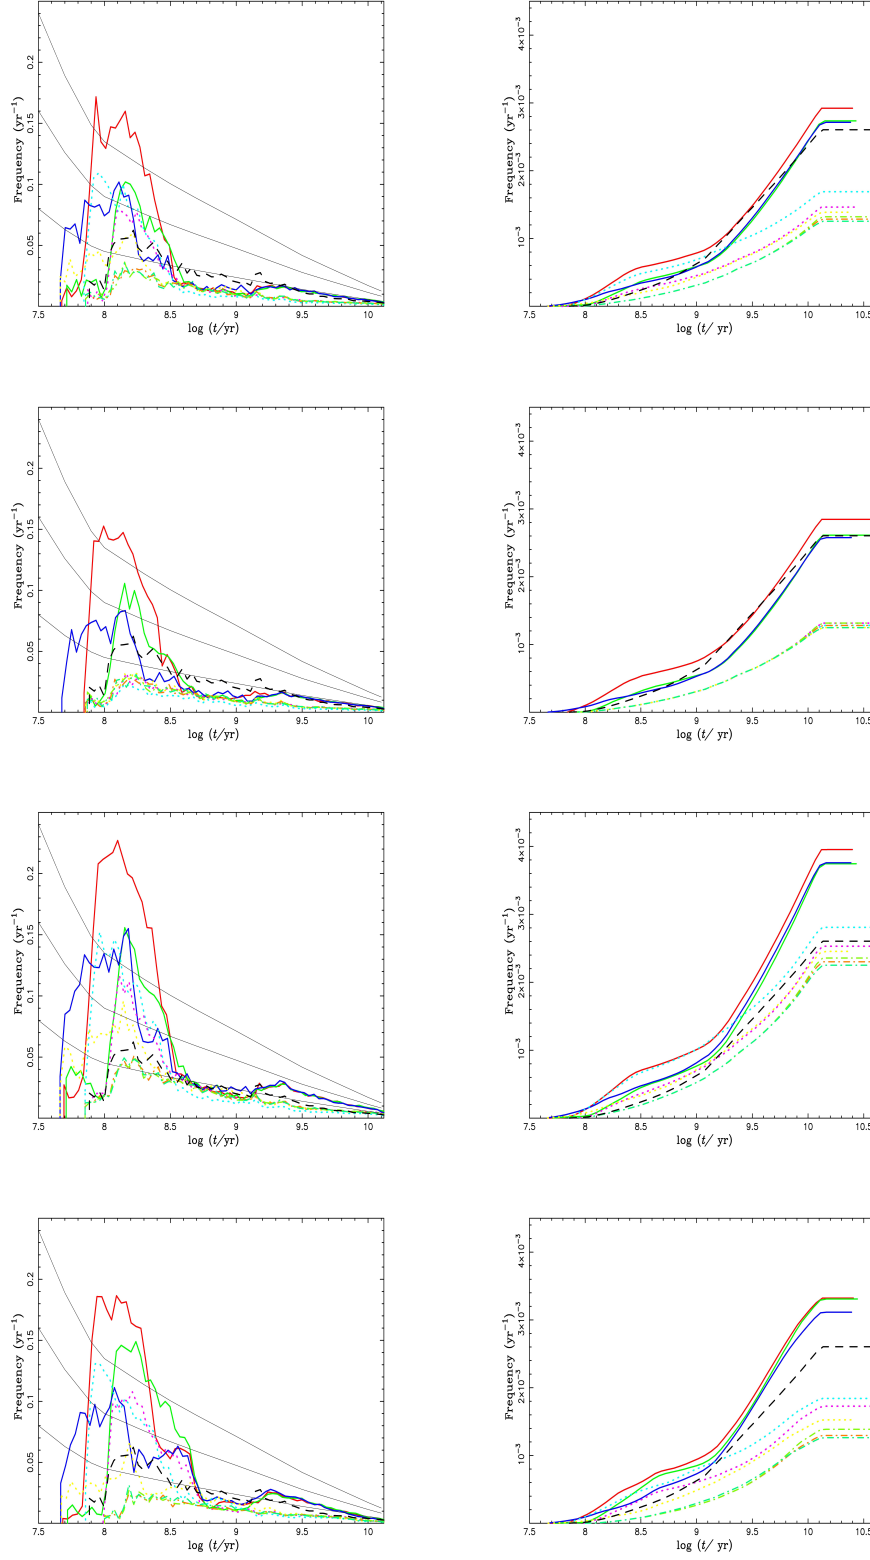 Frequency (yr⁻¹)
0.2
0.15
0.1
0.05
7.5 8 8.5 9 9.5 10
log (t/yr)
Frequency (yr⁻¹)
4×10⁻³
3×10⁻³
2×10⁻³
10⁻³
7.5 8 8.5 9 9.5 10 10.5
log (t/ yr)
Frequency (yr⁻¹)
0.2
0.15
0.1
0.05
7.5 8 8.5 9 9.5 10
log (t/yr)
Frequency (yr⁻¹)
4×10⁻³
3×10⁻³
2×10⁻³
10⁻³
7.5 8 8.5 9 9.5 10 10.5
log (t/ yr)
Frequency (yr⁻¹)
0.2
0.15
0.1
0.05
7.5 8 8.5 9 9.5 10
log (t/yr)
Frequency (yr⁻¹)
4×10⁻³
3×10⁻³
2×10⁻³
10⁻³
7.5 8 8.5 9 9.5 10 10.5
log (t/ yr)
Frequency (yr⁻¹)
0.2
0.15
0.1
0.05
7.5 8 8.5 9 9.5 10
log (t/yr)
Frequency (yr⁻¹)
4×10⁻³
3×10⁻³
2×10⁻³
10⁻³
7.5 8 8.5 9 9.5 10 10.5
log (t/ yr)